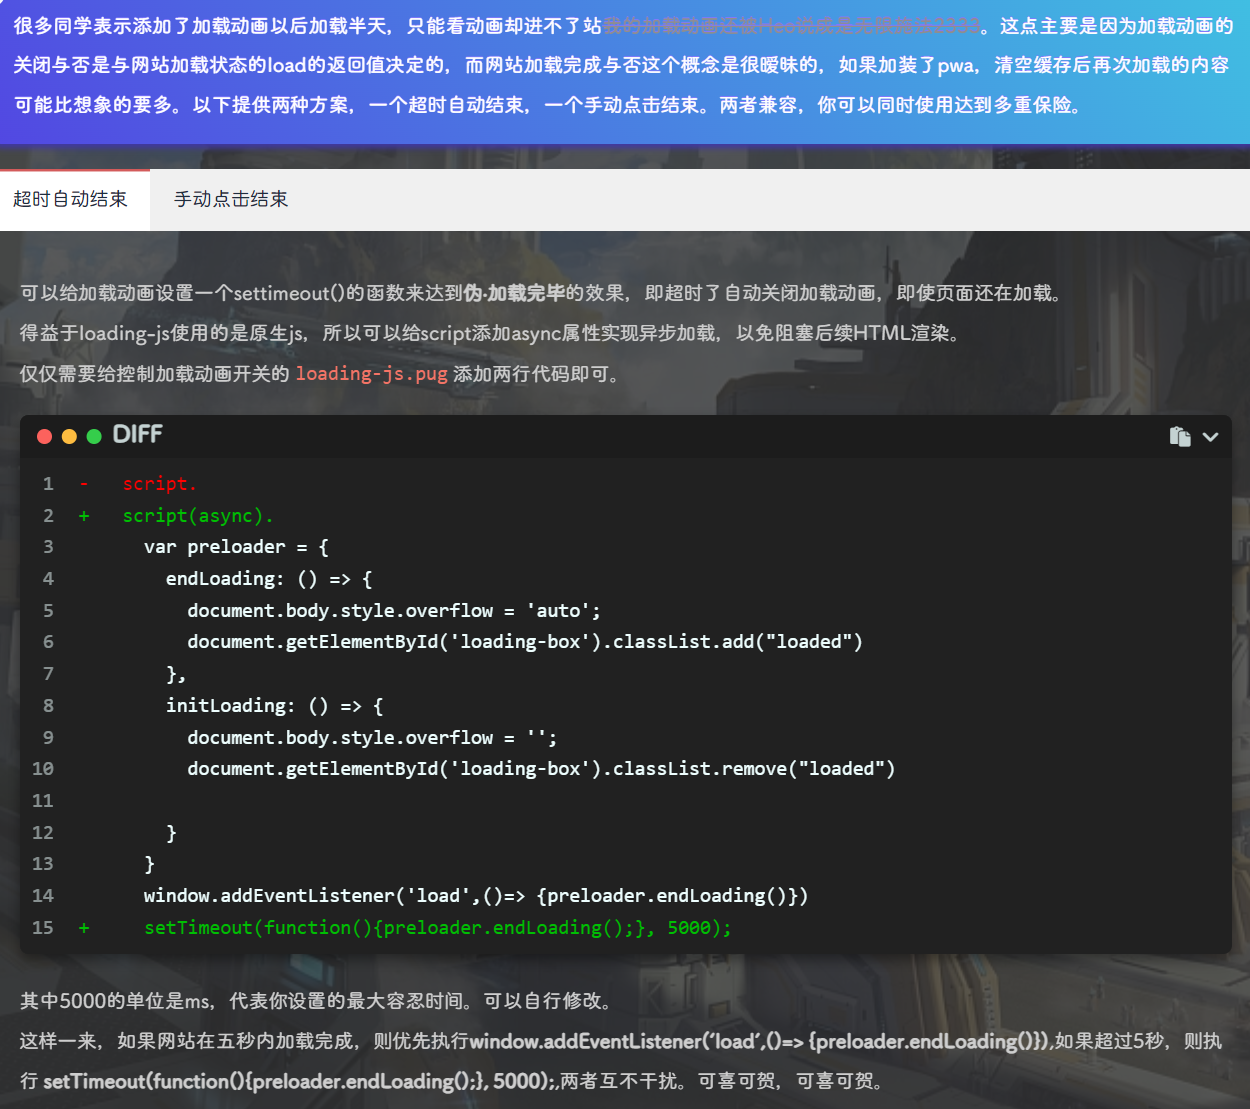 很多同学表示添加了加载动画以后加载半天，只能看动画却进不了站我的加载动画还被Heo说成是无限拖拉2333。这点主要是因为加载动画的
关闭与否是与网站加载状态的load的返回值决定的，而网站加载完成与否这个概念是很暧昧的，如果加装了pwa，清空缓存后再次加载的内容
可能比想象的要多。以下提供两种方案，一个超时自动结束，一个手动点击结束。两者兼容，你可以同时使用达到多重保险。
超时自动结束 手动点击结束
可以给加载动画设置一个settimeout()的函数来达到伪·加载完毕的效果，即超时了自动关闭加载动画，即使页面还在加载。
得益于loading-js使用的是原生js，所以可以给script添加async属性实现异步加载，以免阻塞后续HTML渲染。
仅仅需要给控制加载动画开关的 loading-js.pug 添加两行代码即可。
DIFF
1 - script.
2 + script(async).
3 var preloader = {
4 endLoading: () => {
5 document.body.style.overflow = 'auto';
6 document.getElementById('loading-box').classList.add("loaded")
7 },
8 initLoading: () => {
9 document.body.style.overflow = '';
10 document.getElementById('loading-box').classList.remove("loaded")
11
12 }
13 }
14 window.addEventListener('load',()=> {preloader.endLoading()})
15 + setTimeout(function(){preloader.endLoading();}, 5000);
其中5000的单位是ms，代表你设置的最大容忍时间。可以自行修改。
这样一来，如果网站在五秒内加载完成，则优先执行window.addEventListener('load',()=> {preloader.endLoading()}),如果超过5秒，则执
行 setTimeout(function(){preloader.endLoading();}, 5000);,两者互不干扰。可喜可贺，可喜可贺。